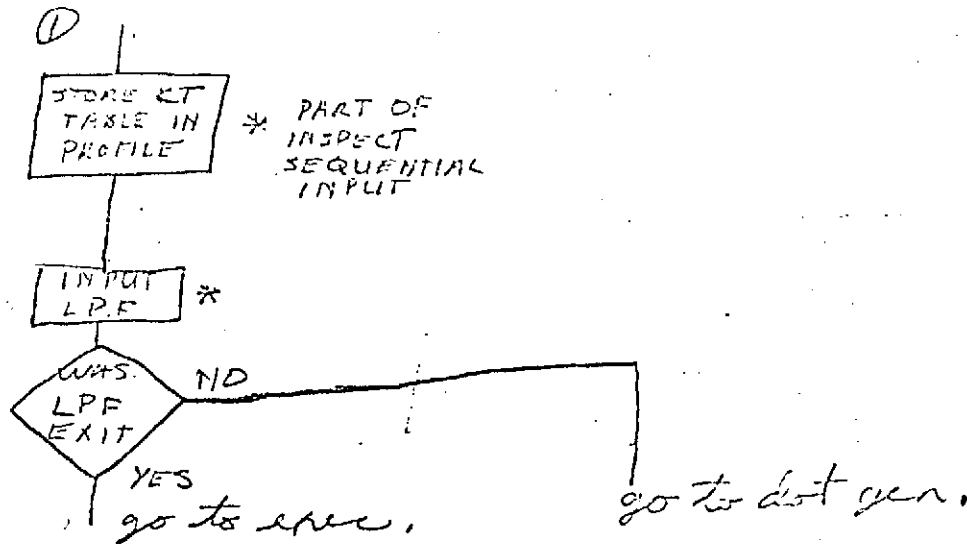 ①
STORE KT
TABLE IN
PROFILE
* PART OF
INSPECT
SEQUENTIAL
INPUT
INPUT
L.P.F
*
WAS
LPF
EXIT
NO
YES
go to exec.
go to dot gen.